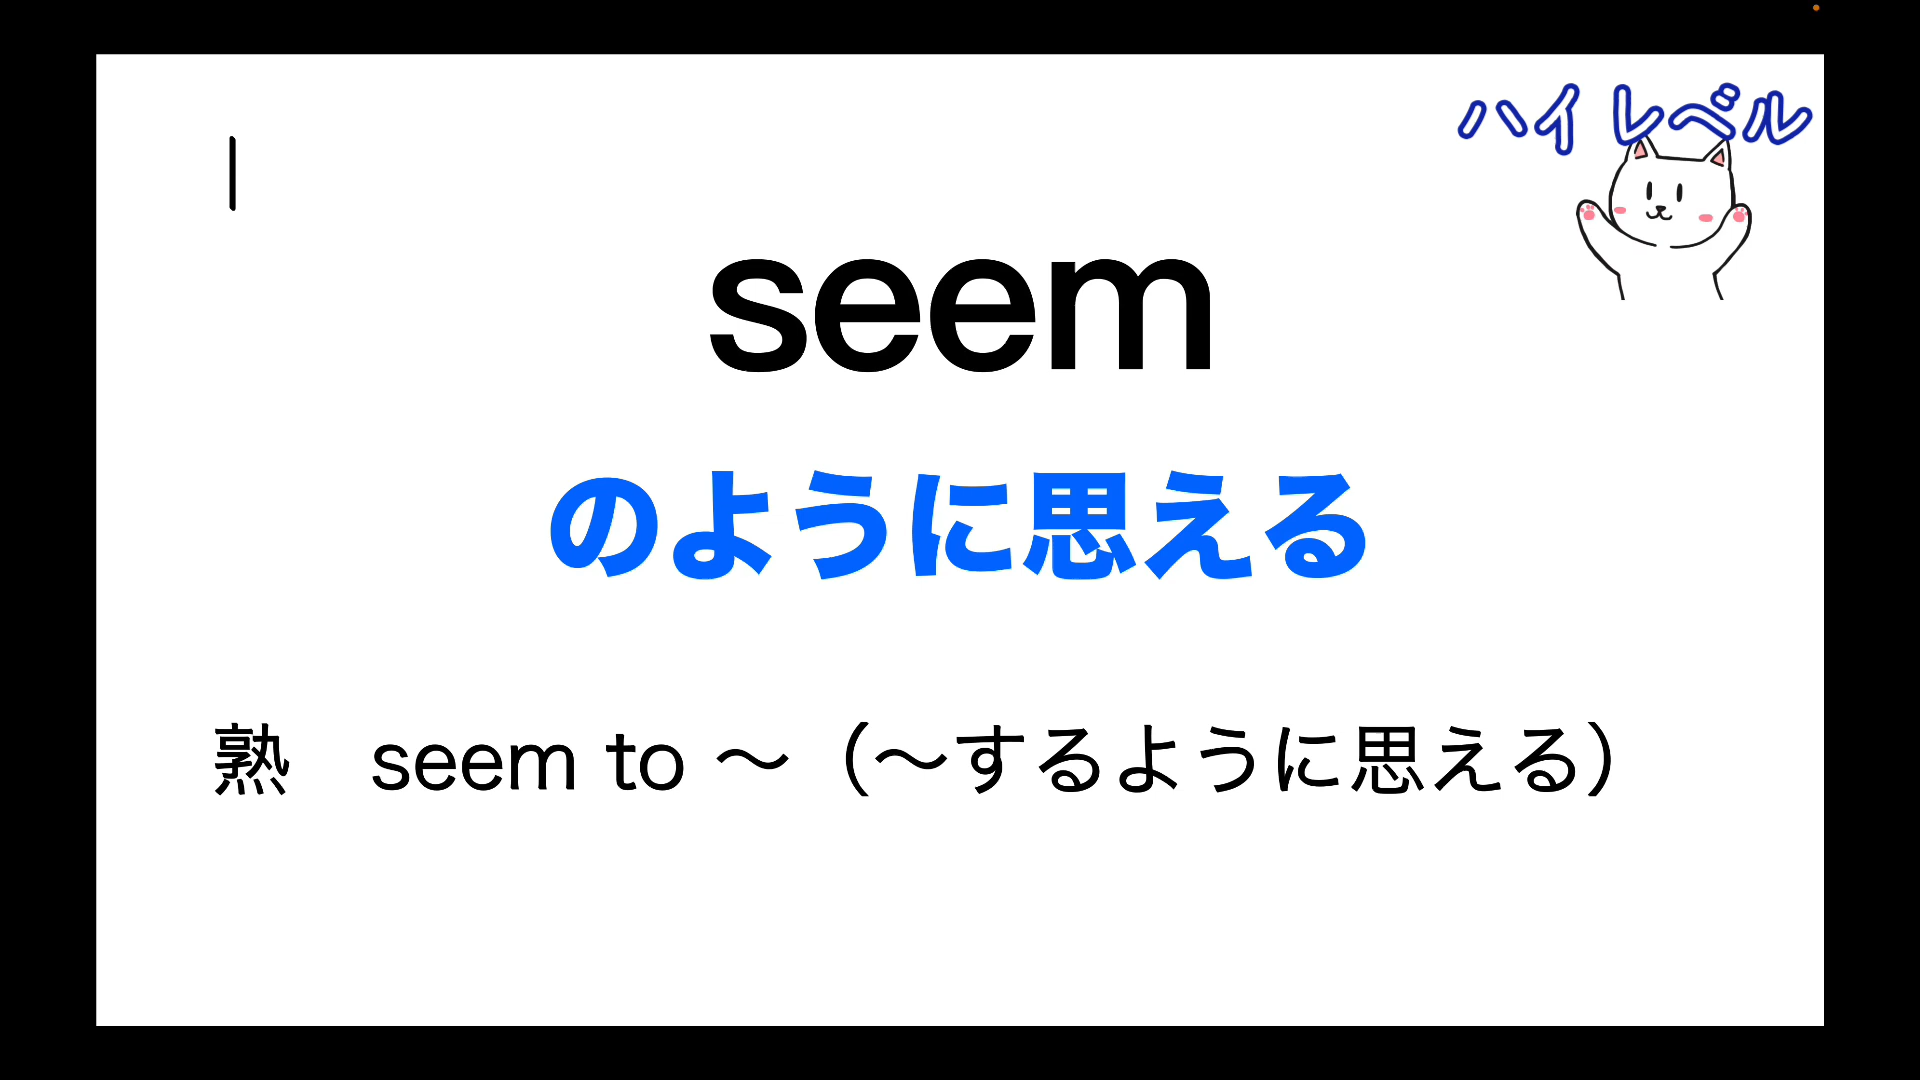 ハイレベル
seem
のように思える
熟　seem to ～（～するように思える）